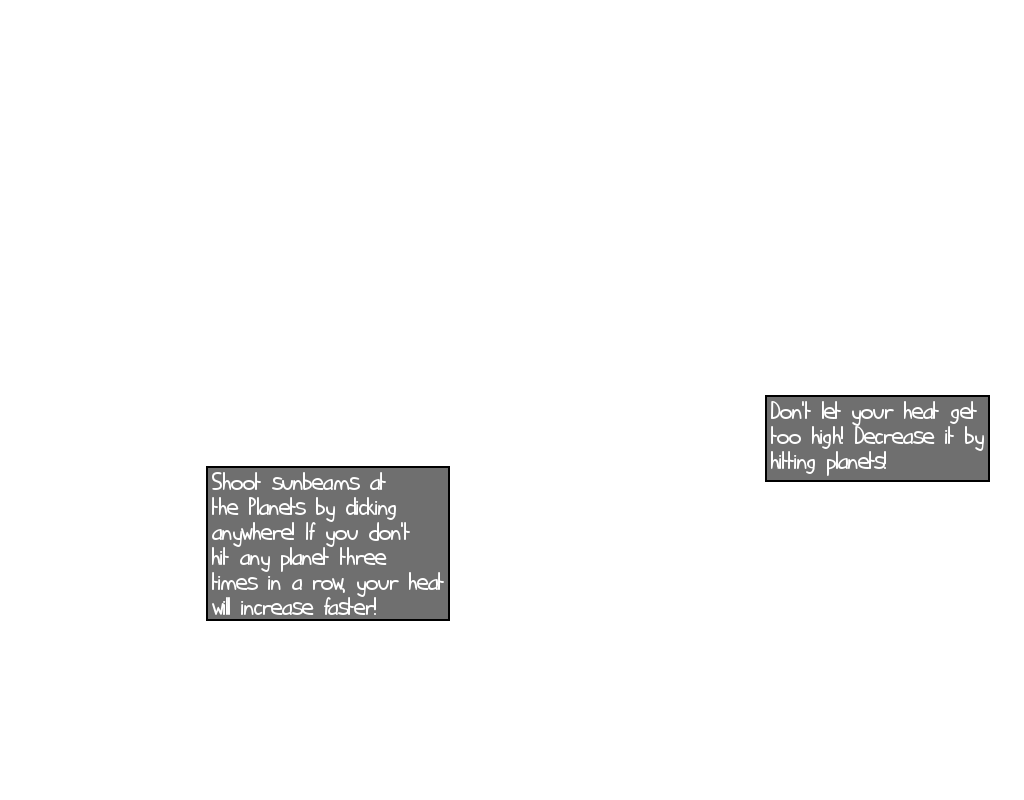 Shoot sunbeams at
the Planets by clicking
anywhere! If you don't
hit any planet three
times in a row, your heat
will increase faster!
Don't let your heat get
too high! Decrease it by
hitting planets!